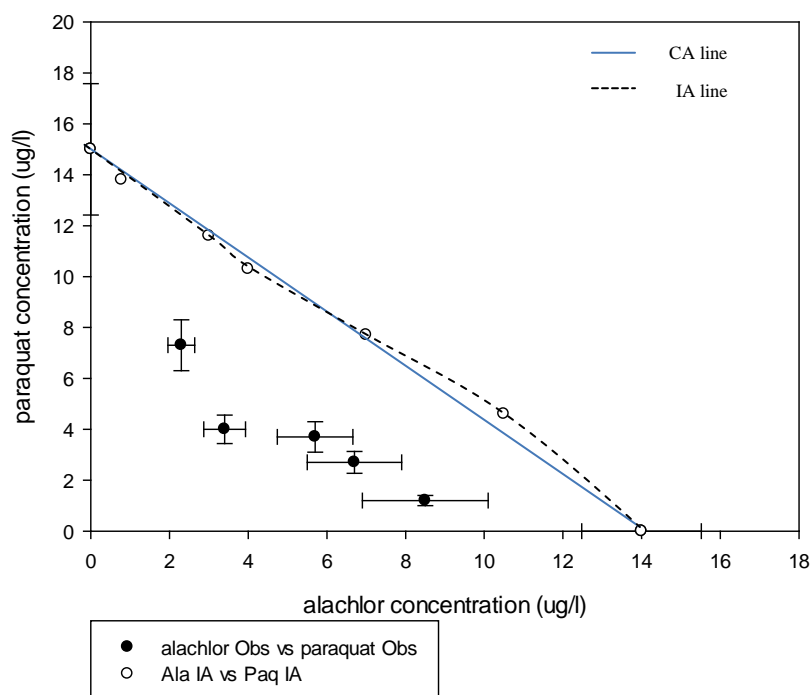 20
18
16
14
12
10
8
6
4
2
0
paraquat concentration (ug/l)
CA line
IA line
0 2 4 6 8 10 12 14 16 18
alachlor concentration (ug/l)
alachlor Obs vs paraquat Obs
Ala IA vs Paq IA